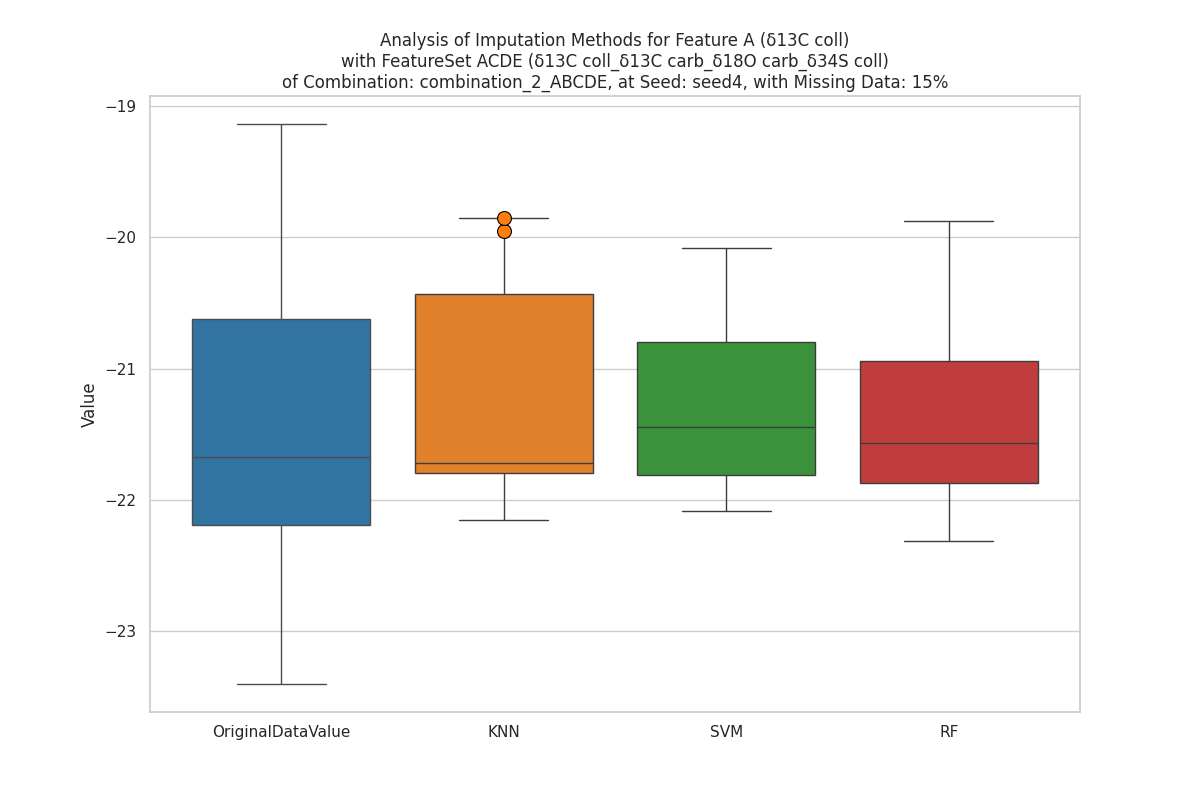 Analysis of Imputation Methods for Feature A (δ13C coll)
with FeatureSet ACDE (δ13C coll_δ13C carb_δ18O carb_δ34S coll)
of Combination: combination_2_ABCDE, at Seed: seed4, with Missing Data: 15%
−19
−20
−21
−22
−23
Value
OriginalDataValue
KNN
SVM
RF